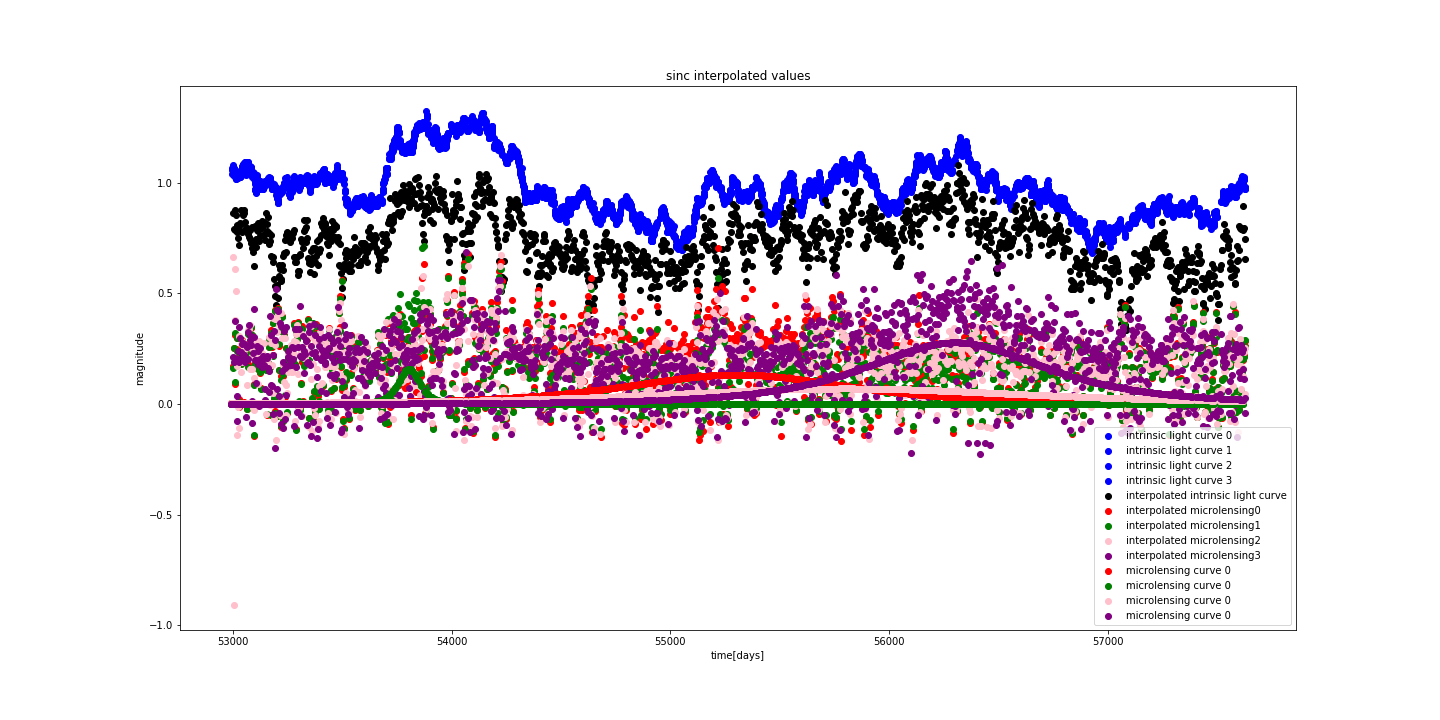 sinc interpolated values
magnitude
1.0
0.5
0.0
−0.5
−1.0
53000
54000
55000
56000
57000
time[days]
intrinsic light curve 0
intrinsic light curve 1
intrinsic light curve 2
intrinsic light curve 3
interpolated intrinsic light curve
interpolated microlensing0
interpolated microlensing1
interpolated microlensing2
interpolated microlensing3
microlensing curve 0
microlensing curve 0
microlensing curve 0
microlensing curve 0